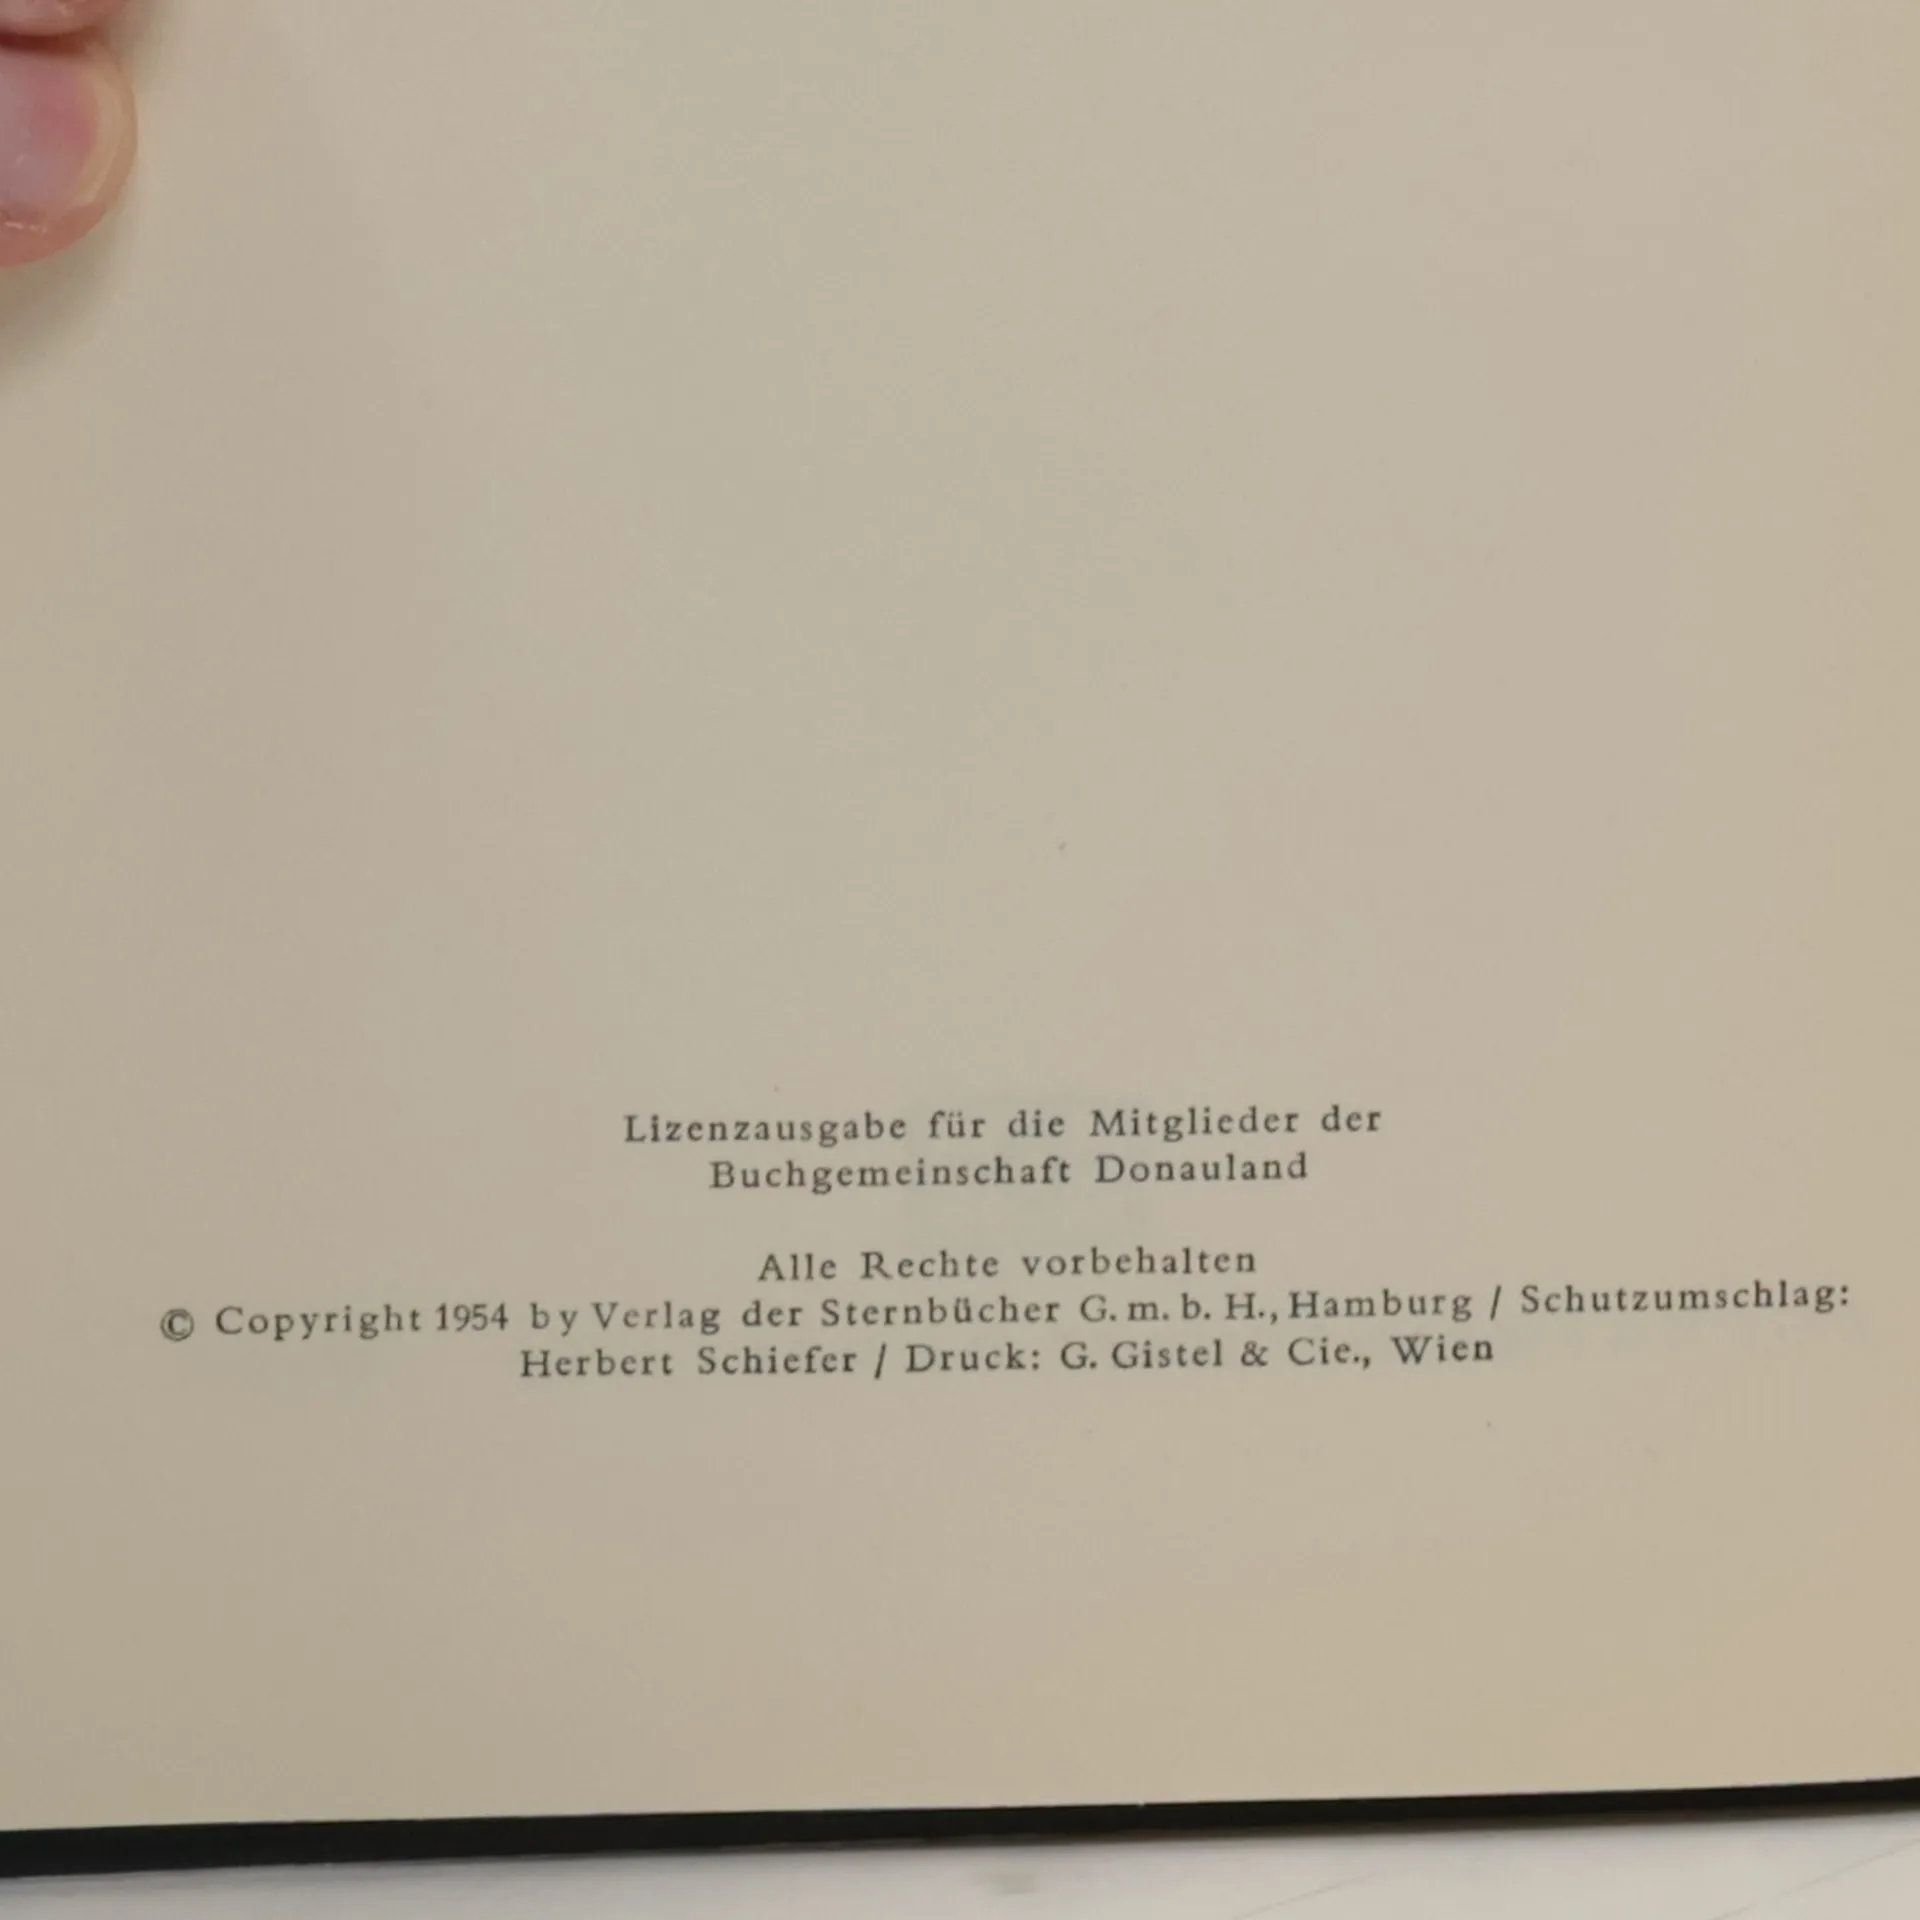 Lizenzausgabe für die Mitglieder der
Buchgemeinschaft Donauland
Alle Rechte vorbehalten
© Copyright 1954 by Verlag der Sternbücher G. m. b. H., Hamburg / Schutzumschlag:
Herbert Schiefer / Druck: G. Gistel & Cie., Wien